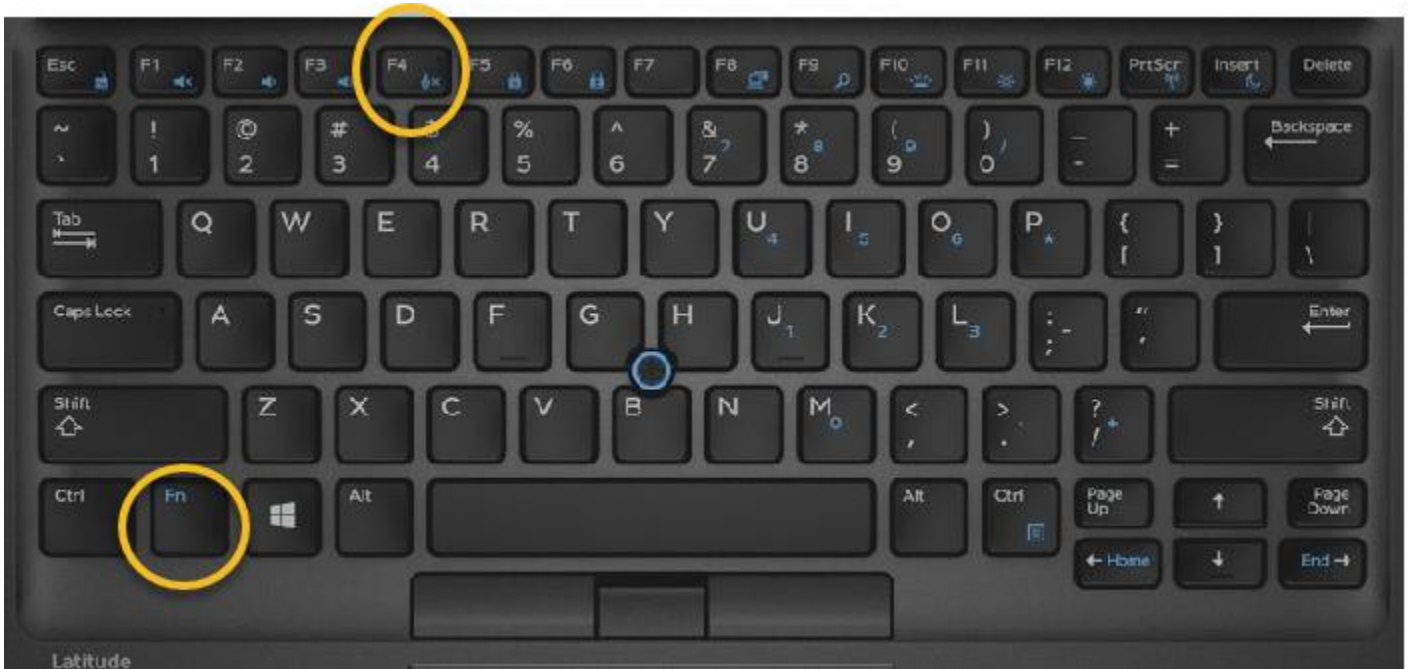 Esc F1 F2 F3 F4 F5 F6 F7 F8 F9 F10 F11 F12 PrtScr Insert Delete
~ ! @ # $ % ^ & * ( ) _ + Backspace
` 1 2 3 4 5 6 7 7 8 8 9 9 0 / - =
Tab Q W E R T Y U 4 I 5 O 6 P * { } |
[ ] \
Caps Lock A S D F G H J 1 K 2 L 3 : - " Enter
; '
Shift Z X C V B N M 0 < > . ? + Shift
, . /
Ctrl Fn Alt Alt Ctrl Page Up ↑ Page Down
← Home ↓ End →
Latitude